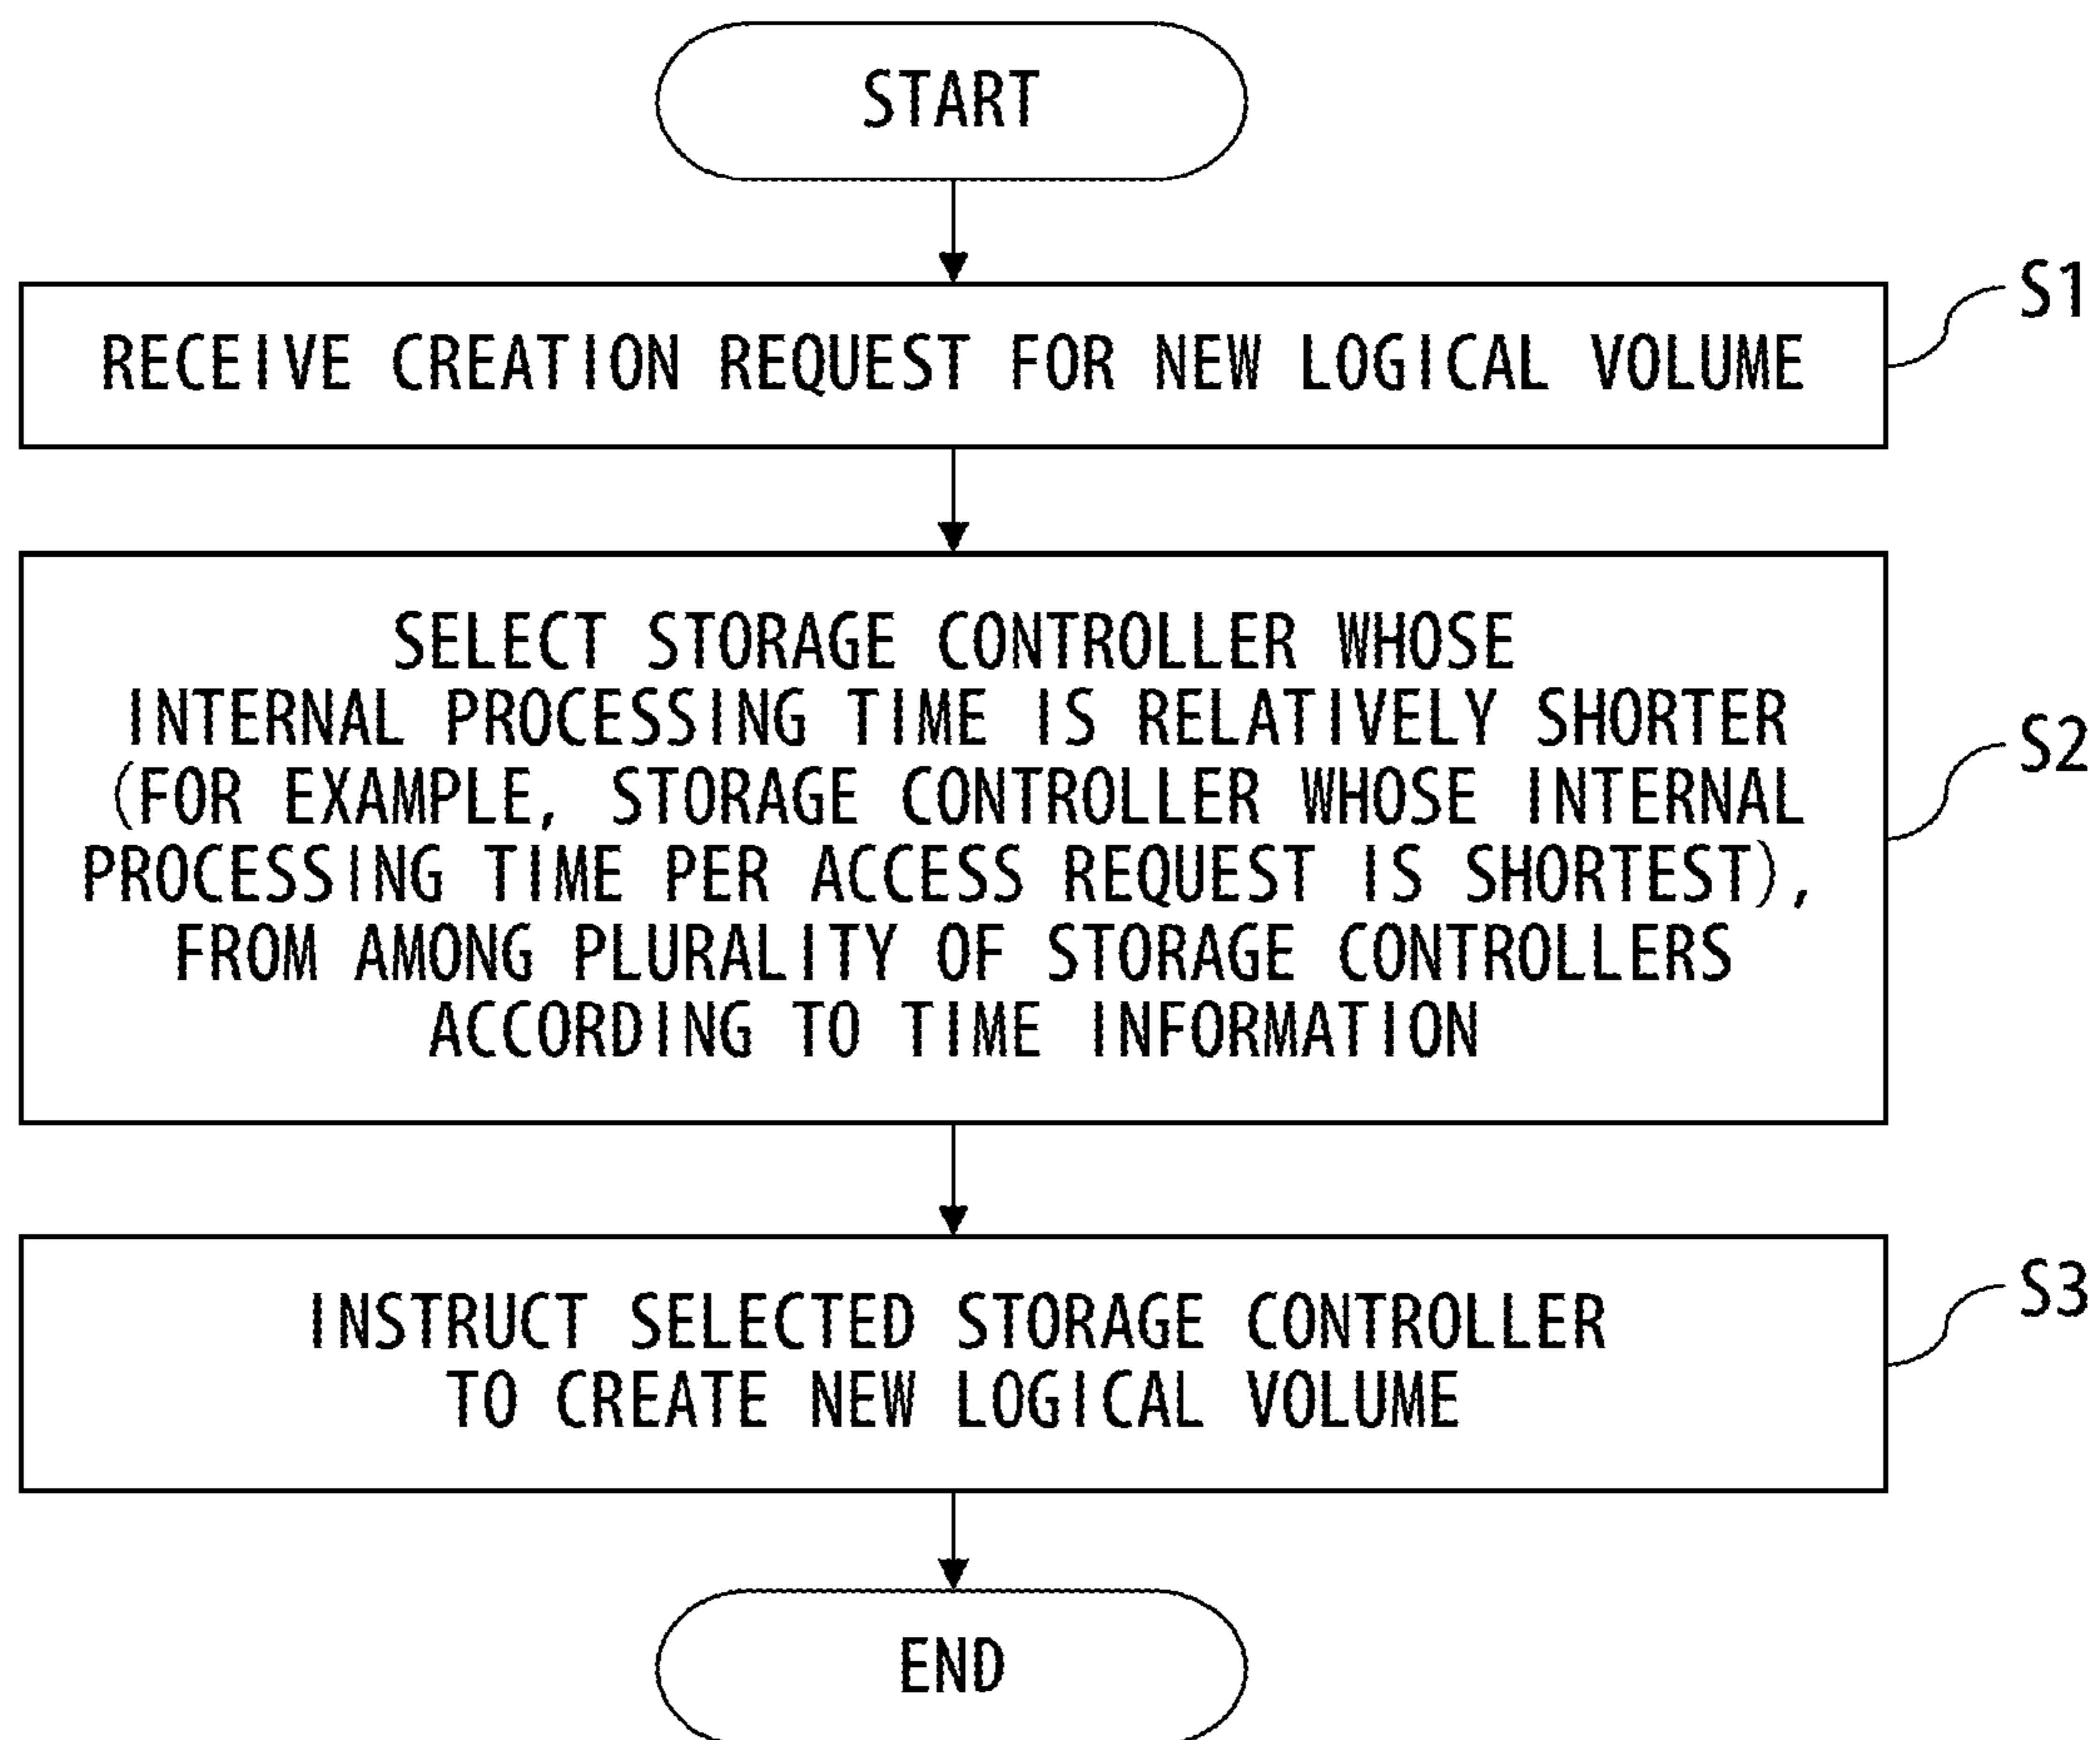 START
S1
RECEIVE CREATION REQUEST FOR NEW LOGICAL VOLUME
SELECT STORAGE CONTROLLER WHOSE
INTERNAL PROCESSING TIME IS RELATIVELY SHORTER
(FOR EXAMPLE, STORAGE CONTROLLER WHOSE INTERNAL
PROCESSING TIME PER ACCESS REQUEST IS SHORTEST),
FROM AMONG PLURALITY OF STORAGE CONTROLLERS
ACCORDING TO TIME INFORMATION
S2
INSTRUCT SELECTED STORAGE CONTROLLER
TO CREATE NEW LOGICAL VOLUME
S3
END